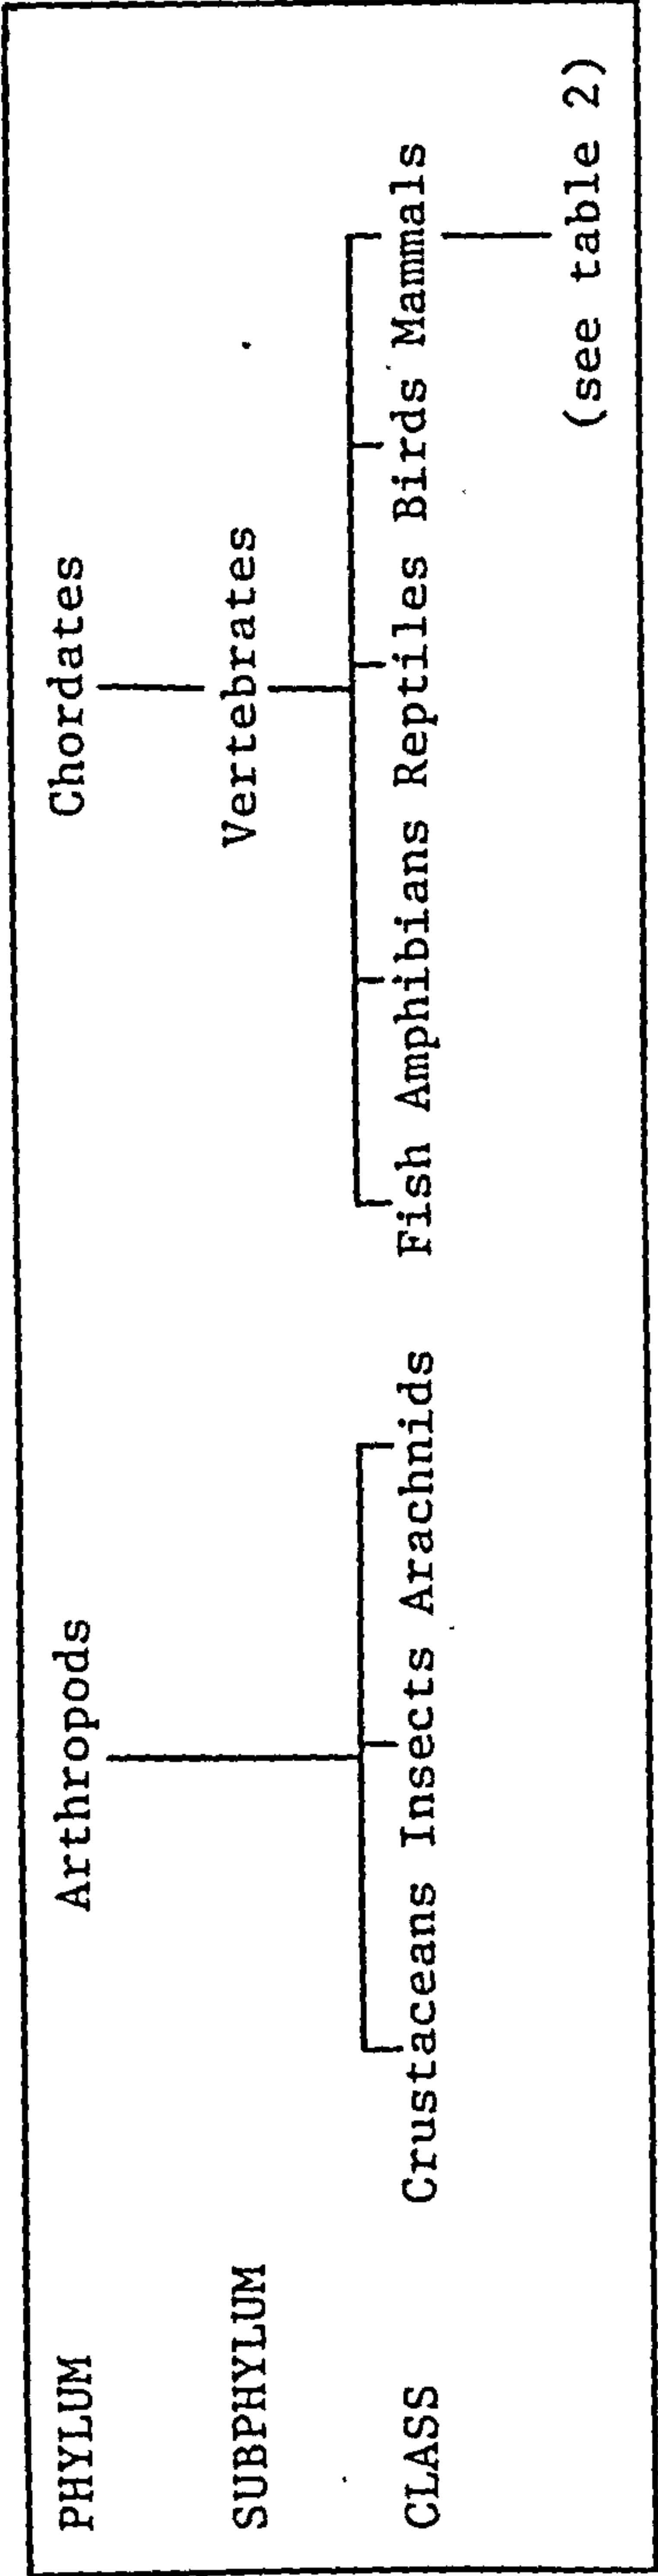 PHYLUM Arthropods Chordates
SUBPHYLUM Vertebrates
CLASS Crustaceans Insects Arachnids Fish Amphibians Reptiles Birds Mammals
(see table 2)